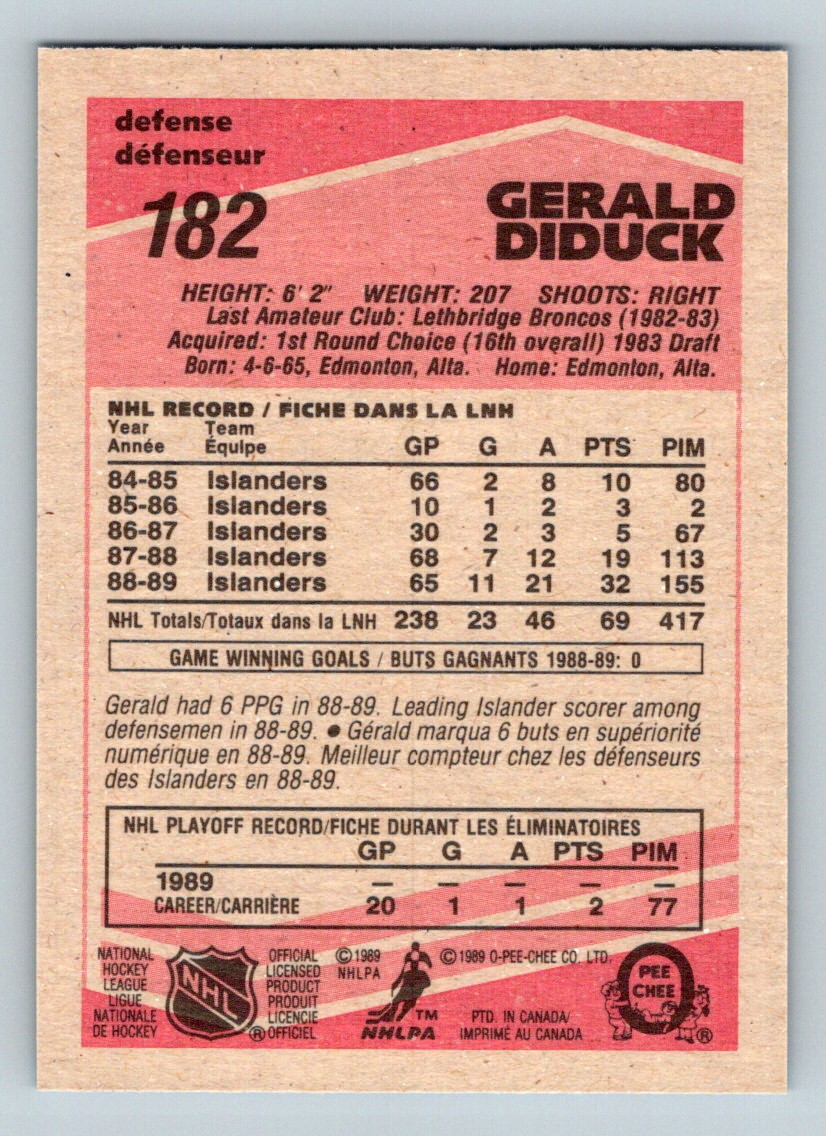 defense
défenseur
182
GERALD
DIDUCK
HEIGHT: 6' 2" WEIGHT: 207 SHOOTS: RIGHT
Last Amateur Club: Lethbridge Broncos (1982-83)
Acquired: 1st Round Choice (16th overall) 1983 Draft
Born: 4-6-65, Edmonton, Alta. Home: Edmonton, Alta.
NHL RECORD / FICHE DANS LA LNH
Year Team
Année Équipe GP G A PTS PIM
84-85 Islanders 66 2 8 10 80
85-86 Islanders 10 1 2 3 2
86-87 Islanders 30 2 3 5 67
87-88 Islanders 68 7 12 19 113
88-89 Islanders 65 11 21 32 155
NHL Totals/Totaux dans la LNH 238 23 46 69 417
GAME WINNING GOALS / BUTS GAGNANTS 1988-89: 0
Gerald had 6 PPG in 88-89. Leading Islander scorer among
defensemen in 88-89. ● Gérald marqua 6 buts en supériorité
numérique en 88-89. Meilleur compteur chez les défenseurs
des Islanders en 88-89.
NHL PLAYOFF RECORD/FICHE DURANT LES ÉLIMINATOIRES
GP G A PTS PIM
1989 — — — — —
CAREER/CARRIÈRE 20 1 1 2 77
NATIONAL
HOCKEY
LEAGUE
LIGUE
NATIONALE
DE HOCKEY
NHL
®
OFFICIAL
LICENSED
PRODUCT
PRODUIT
LICENCIE
OFFICIEL
©1989
NHLPA
TM
NHLPA
©1989 O-PEE-CHEE CO. LTD.
PTD. IN CANADA/
IMPRIMÉ AU CANADA
O
PEE
CHEE
®